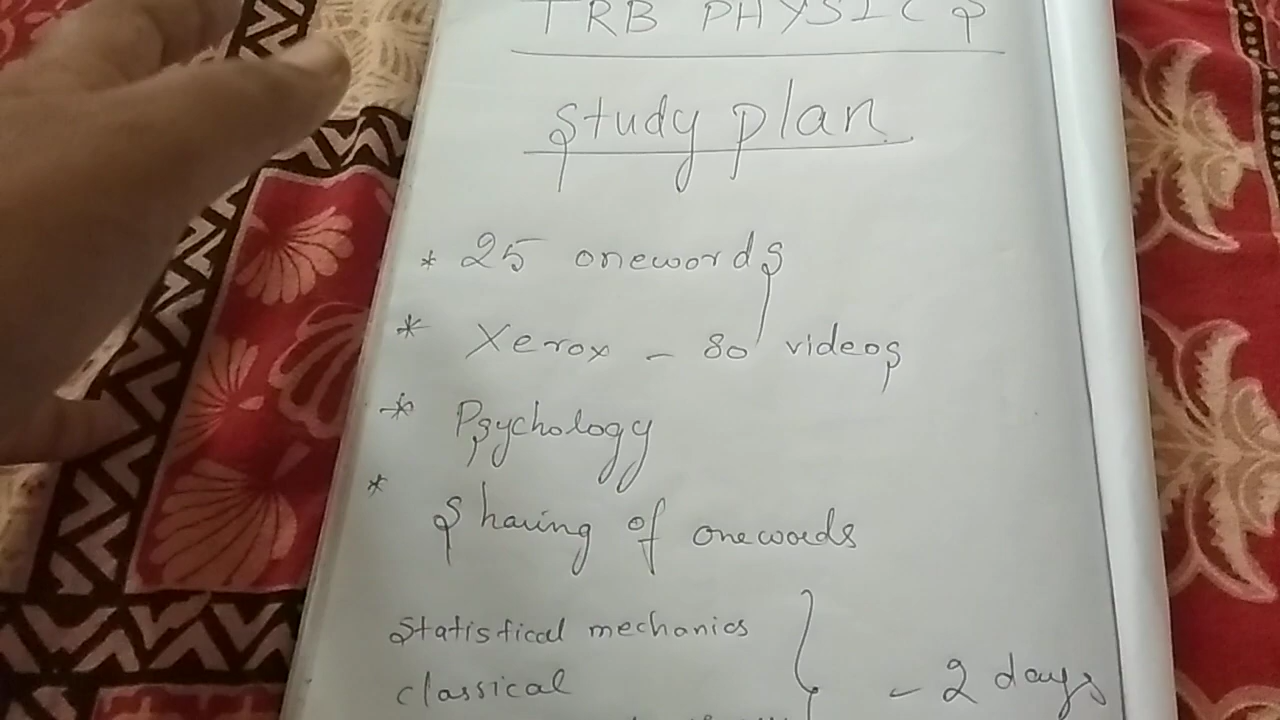 TRB PHYSICS
Study plan
* 25 onewords
* Xerox - 80 videos
* Psychology
* Sharing of onewords
Statistical mechanics
classical
- 2 days